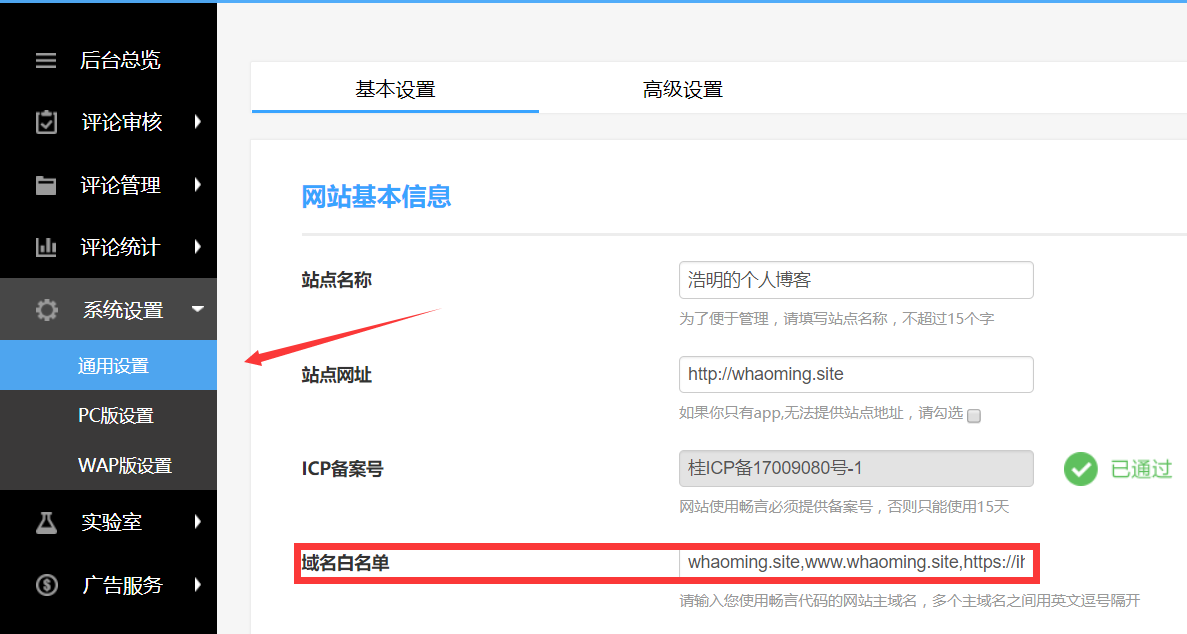 后台总览
评论审核
评论管理
评论统计
系统设置
通用设置
PC版设置
WAP版设置
实验室
广告服务
基本设置
高级设置
网站基本信息
站点名称
浩明的个人博客
为了便于管理，请填写站点名称，不超过15个字
站点网址
http://whaoming.site
如果你只有app,无法提供站点地址，请勾选
ICP备案号
桂ICP备17009080号-1
已通过
网站使用畅言必须提供备案号，否则只能使用15天
域名白名单
whaoming.site,www.whaoming.site,https://ih
请输入您使用畅言代码的网站主域名，多个主域名之间用英文逗号隔开